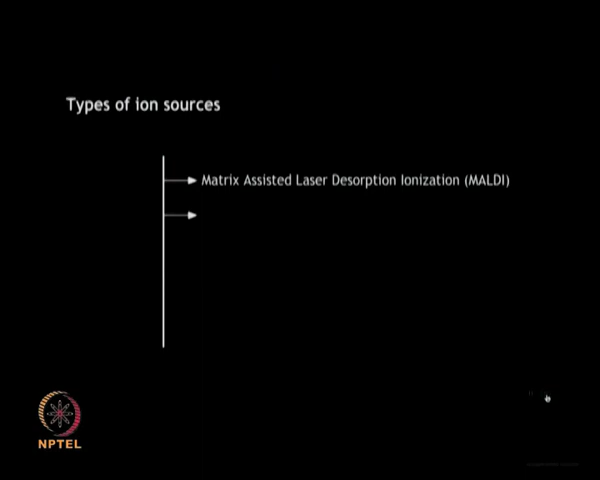 Types of ion sources
Matrix Assisted Laser Desorption Ionization (MALDI)
NPTEL